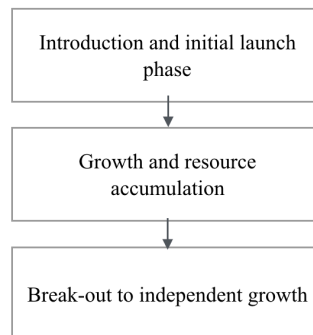 Introduction and initial launch
phase
Growth and resource
accumulation
Break-out to independent growth